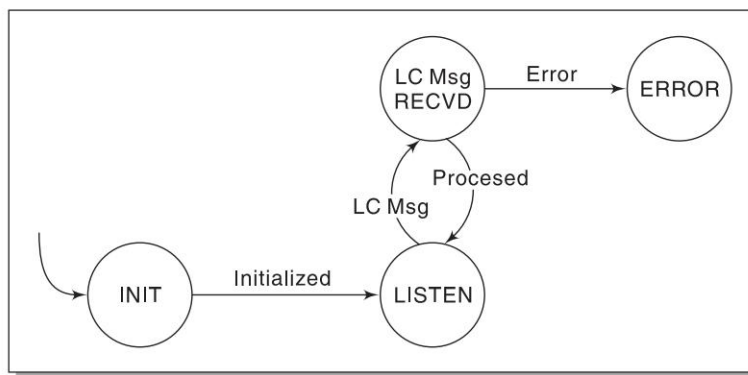 LC Msg
RECVD
Error
ERROR
Procesed
LC Msg
INIT
Initialized
LISTEN